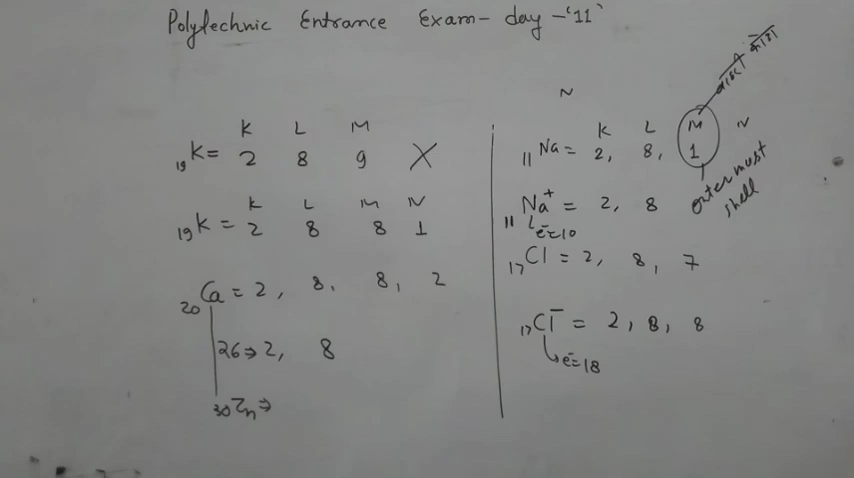 Polytechnic Entrance Exam - day - '11'
K L M
₁₉K = 2 8 9 X
K L M N
₁₉K = 2 8 8 1
₂₀Ca = 2, 8, 8, 2
26 ⇒ 2, 8
₃₀Zn ⇒
N
K L M N
₁₁Na = 2, 8, 1
outer must
shell
₁₁Na⁺ = 2, 8
e⁻=10
₁₇Cl = 2, 8, 7
₁₇Cl⁻ = 2, 8, 8
e⁻=18